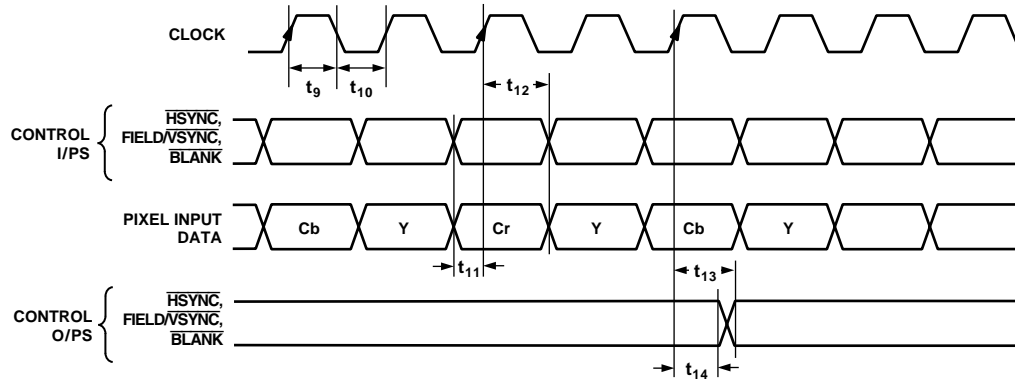 CLOCK
t9
t10
t12
CONTROL
I/PS
HSYNC,
FIELD/VSYNC,
BLANK
PIXEL INPUT
DATA
Cb
Y
Cr
Y
Cb
Y
t11
t13
CONTROL
O/PS
HSYNC,
FIELD/VSYNC,
BLANK
t14